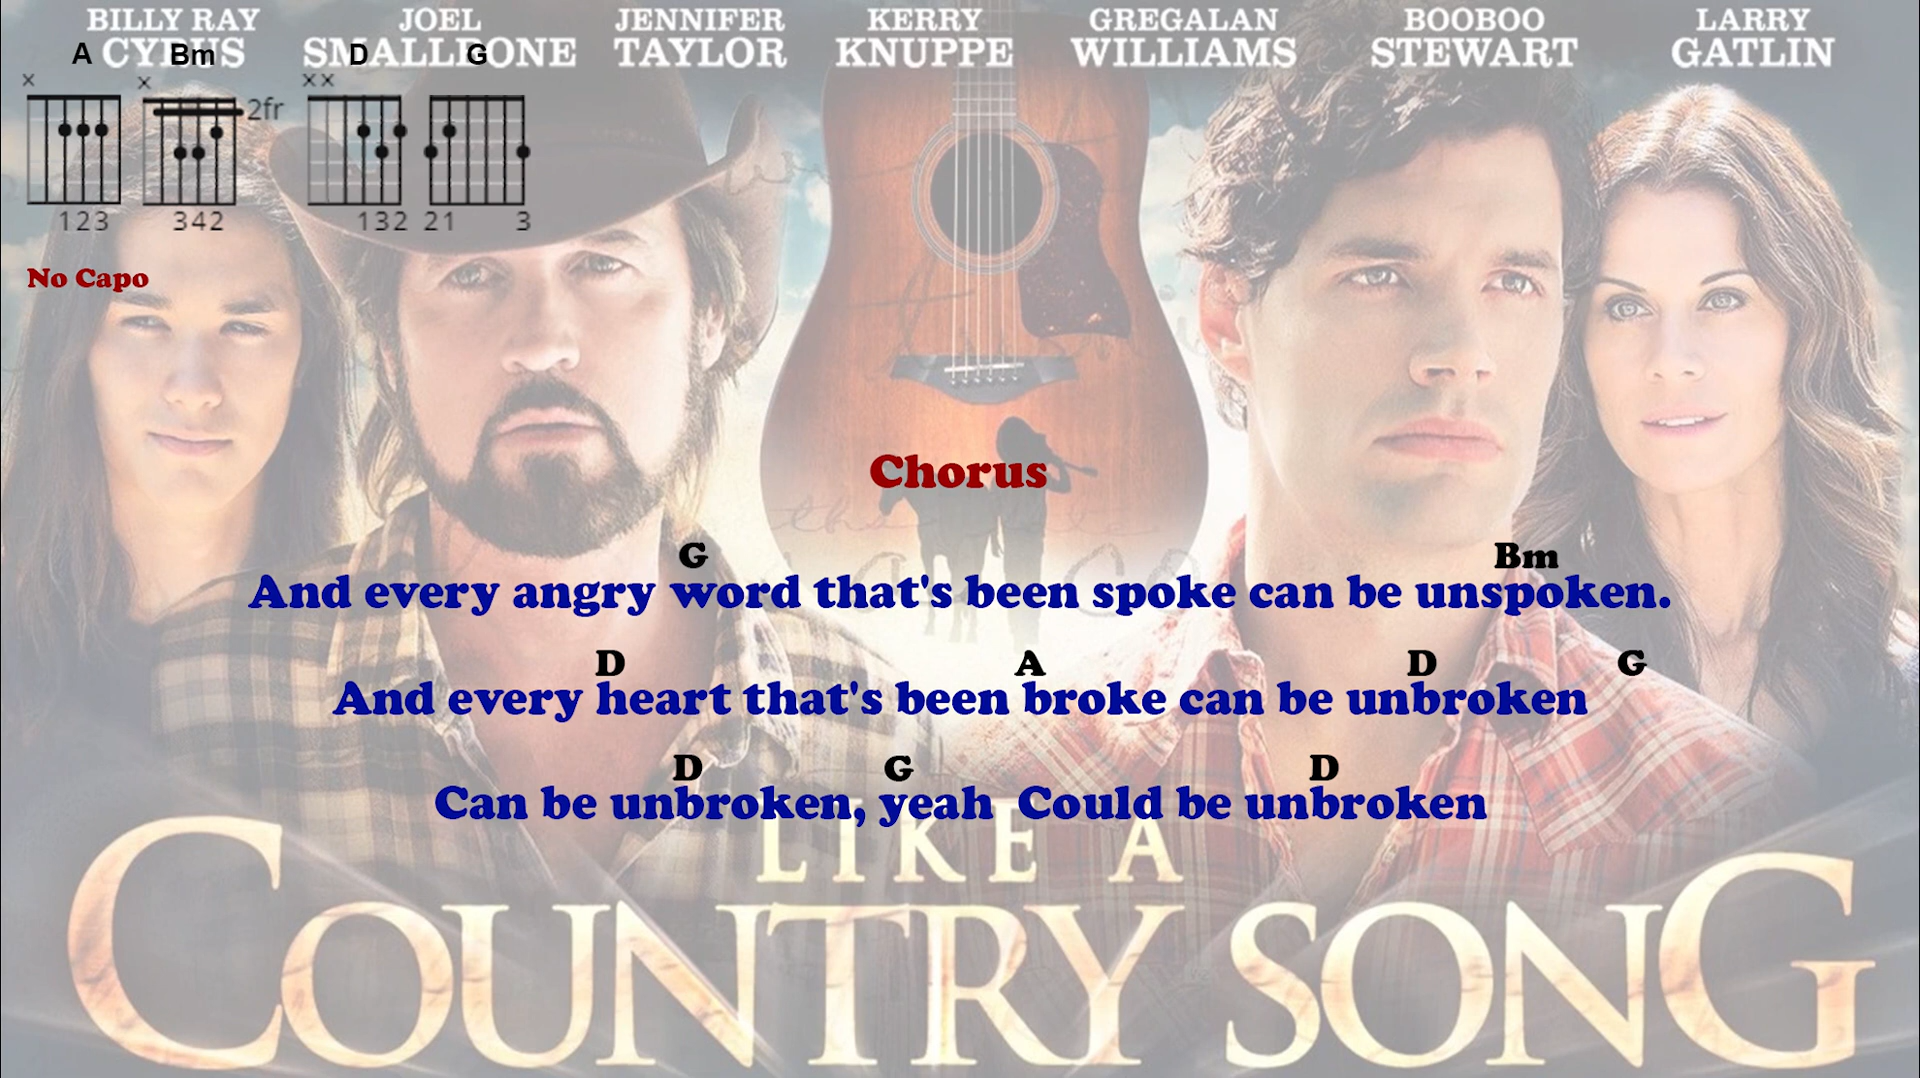 BILLY RAY JOEL JENNIFER KERRY GREGALAN BOOBOO LARRY
CYRUS SMALLBONE TAYLOR KNUPPE WILLIAMS STEWART GATLIN
A Bm D G
x x xx
2fr
123 342 132 21 3
No Capo
Chorus
G Bm
And every angry word that's been spoke can be unspoken.
D A D G
And every heart that's been broke can be unbroken
D G D
Can be unbroken, yeah Could be unbroken
LIKE A
COUNTRY SONG